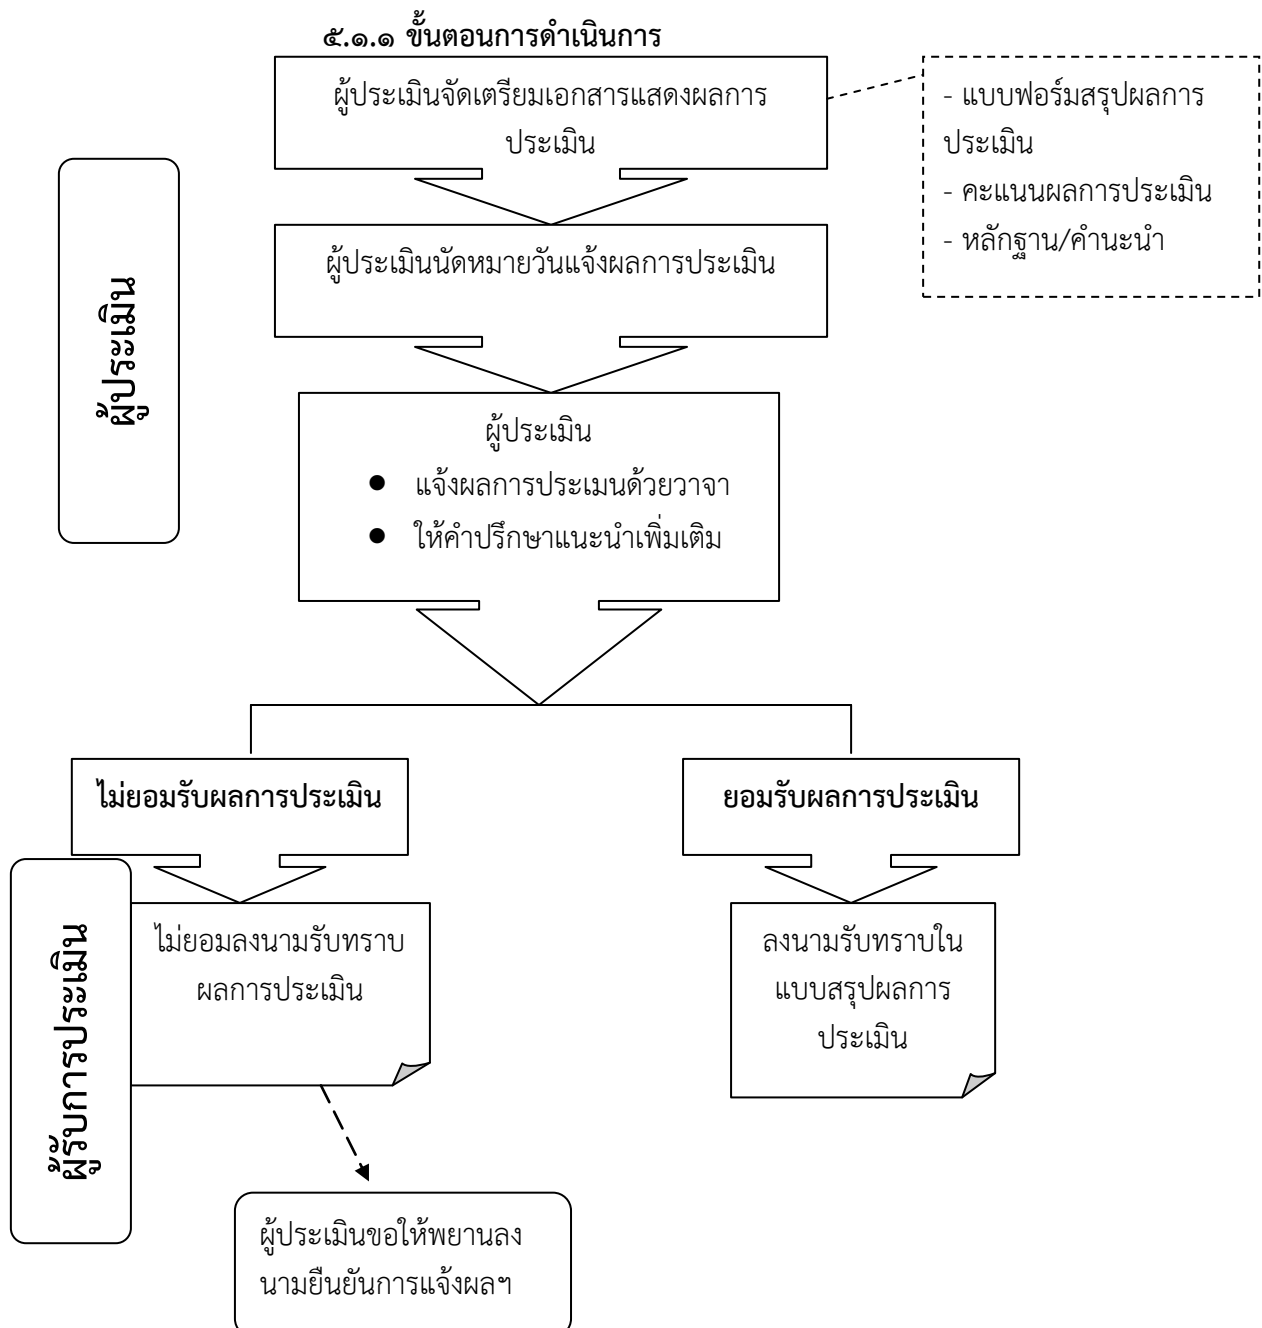 ๕.๑.๑ ขั้นตอนการดำเนินการ
ผู้ประเมินจัดเตรียมเอกสารแสดงผลการ
ประเมิน
- แบบฟอร์มสรุปผลการ
ประเมิน
- คะแนนผลการประเมิน
- หลักฐาน/คำนะนำ
ผู้ประเมินนัดหมายวันแจ้งผลการประเมิน
ผู้ประเมิน
ผู้ประเมิน
● แจ้งผลการประเมนด้วยวาจา
● ให้คำปรึกษาแนะนำเพิ่มเติม
ไม่ยอมรับผลการประเมิน
ยอมรับผลการประเมิน
ผู้รับการประเมิน
ไม่ยอมลงนามรับทราบ
ผลการประเมิน
ลงนามรับทราบใน
แบบสรุปผลการ
ประเมิน
ผู้ประเมินขอให้พยานลง
นามยืนยันการแจ้งผลฯ